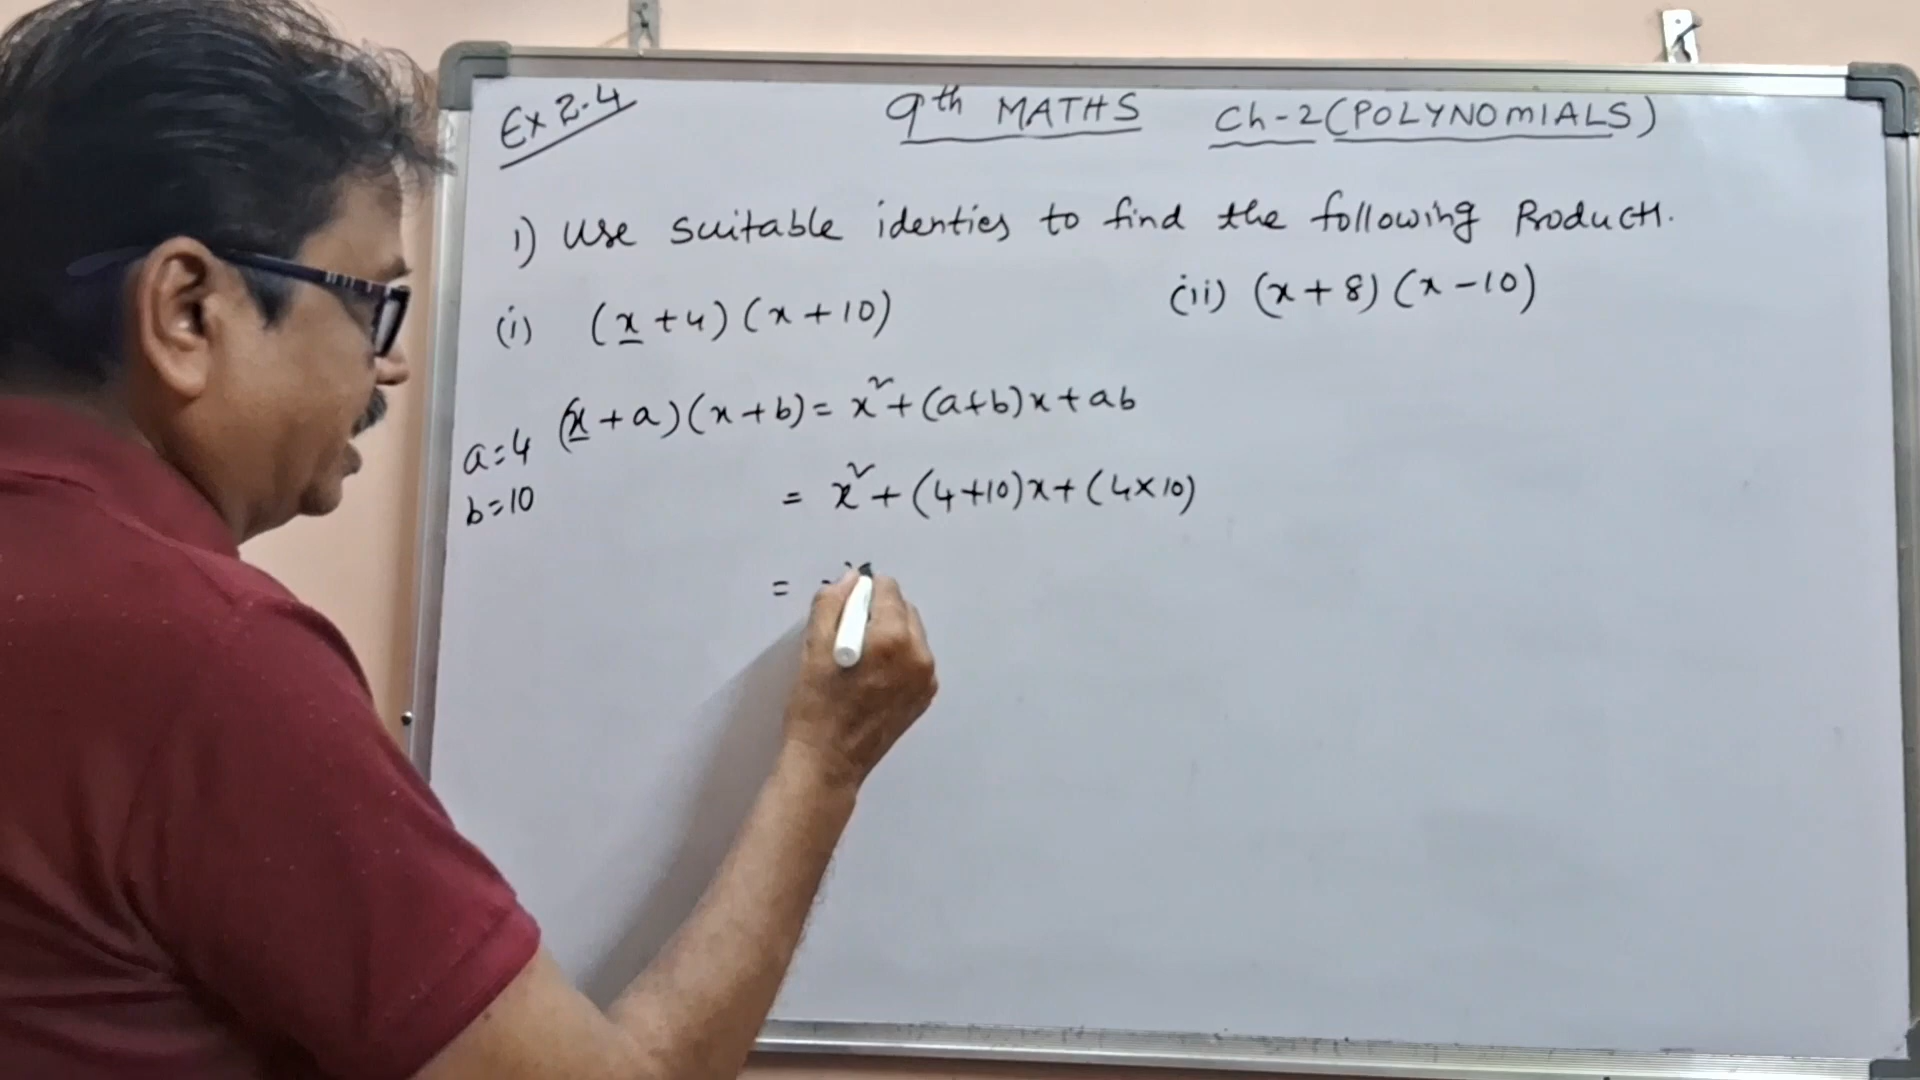 Ex 2.4
9th MATHS Ch-2 (POLYNOMIALS)
1) Use suitable identies to find the following Product.
(i) (x+4)(x+10)
(ii) (x+8)(x-10)
(x+a)(x+b) = x²+(a+b)x+ab
a=4
b=10
= x²+(4+10)x+(4×10)
=